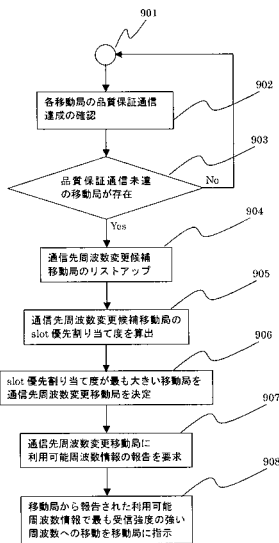 901
各移動局の品質保証通信
達成の確認
902
品質保証通信未達
の移動局が存在
903
No
Yes
904
通信先周波数変更候補
移動局のリストアップ
905
通信先周波数変更候補移動局の
slot 優先割り当て度を算出
906
slot 優先割り当て度が最も大きい移動局を
通信先周波数変更移動局を決定
907
通信先周波数変更移動局に
利用可能周波数情報の報告を要求
908
移動局から報告された利用可能
周波数情報で最も受信強度の強い
周波数への移動を移動局に指示